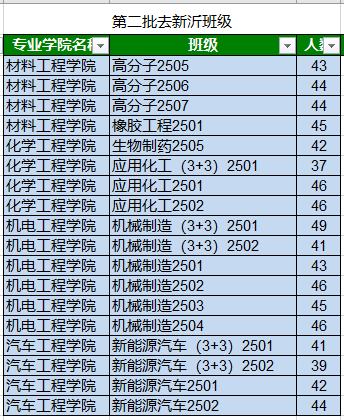 第二批去新沂班级
专业学院名称 班级 人数
材料工程学院 高分子2505 43
材料工程学院 高分子2506 44
材料工程学院 高分子2507 44
材料工程学院 橡胶工程2501 45
化学工程学院 生物制药2505 42
化学工程学院 应用化工（3+3）2501 37
化学工程学院 应用化工2501 46
化学工程学院 应用化工2502 46
机电工程学院 机械制造（3+3）2501 49
机电工程学院 机械制造（3+3）2502 41
机电工程学院 机械制造2501 43
机电工程学院 机械制造2502 46
机电工程学院 机械制造2503 45
机电工程学院 机械制造2504 46
汽车工程学院 新能源汽车（3+3）2501 41
汽车工程学院 新能源汽车（3+3）2502 39
汽车工程学院 新能源汽车2501 42
汽车工程学院 新能源汽车2502 44